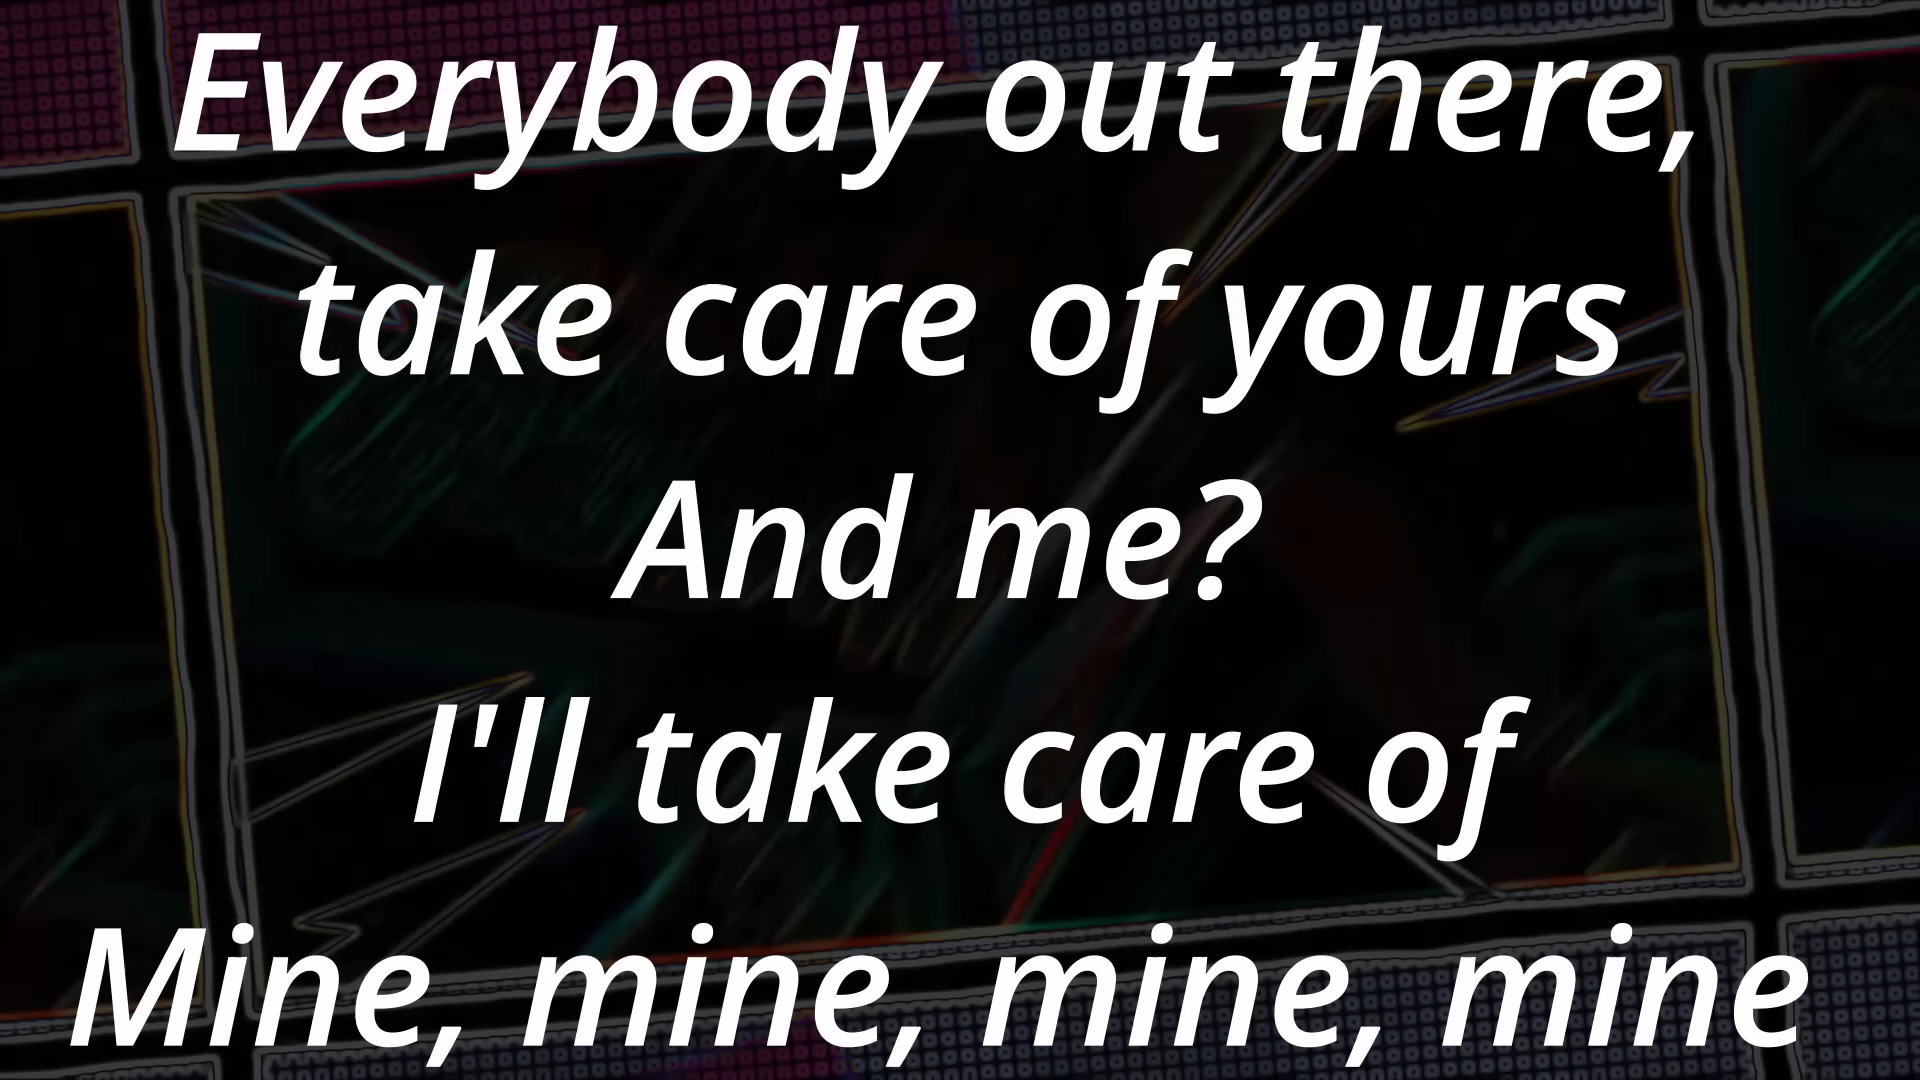 Everybody out there,
take care of yours
And me?
I'll take care of
Mine, mine, mine, mine